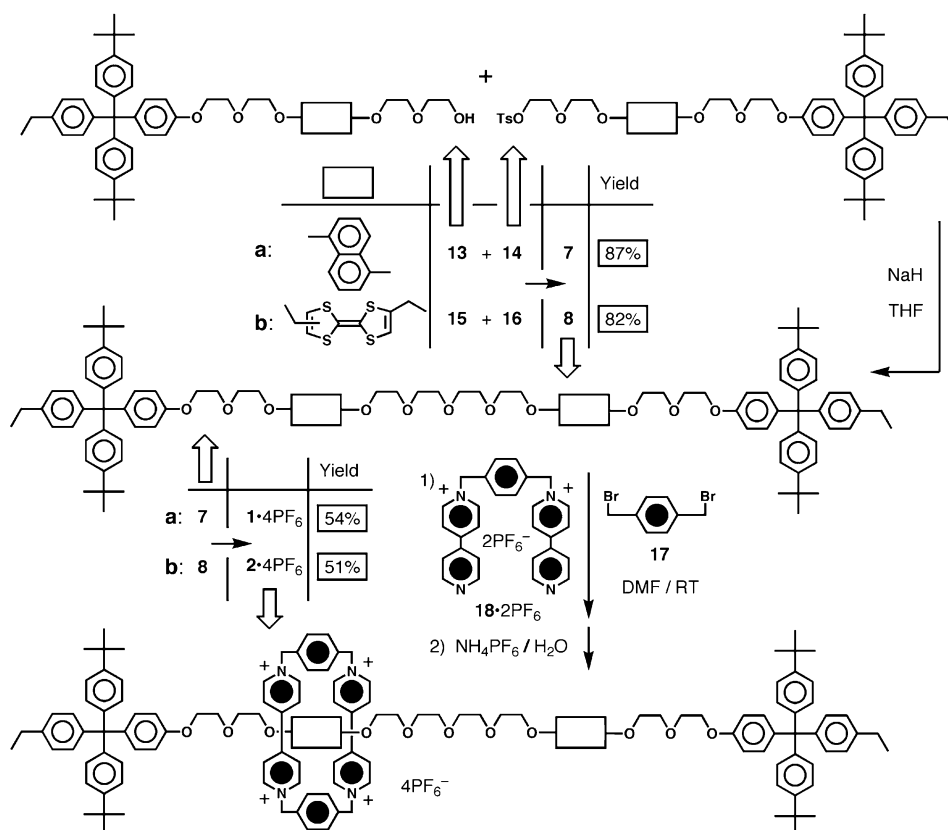 +
O O O O OH TsO O O O O
Yield
a: 13 + 14 7 87%
NaH
THF
b: S S S S 15 + 16 8 82%
O O O O O O O O O O O
Yield
a: 7 1•4PF6 54%
b: 8 2•4PF6 51%
1) + N N +
2PF6–
N N
18•2PF6
Br Br
17
DMF / RT
2) NH4PF6 / H2O
+ N N +
O O O O O O O O O O O
+ N N +
4PF6–